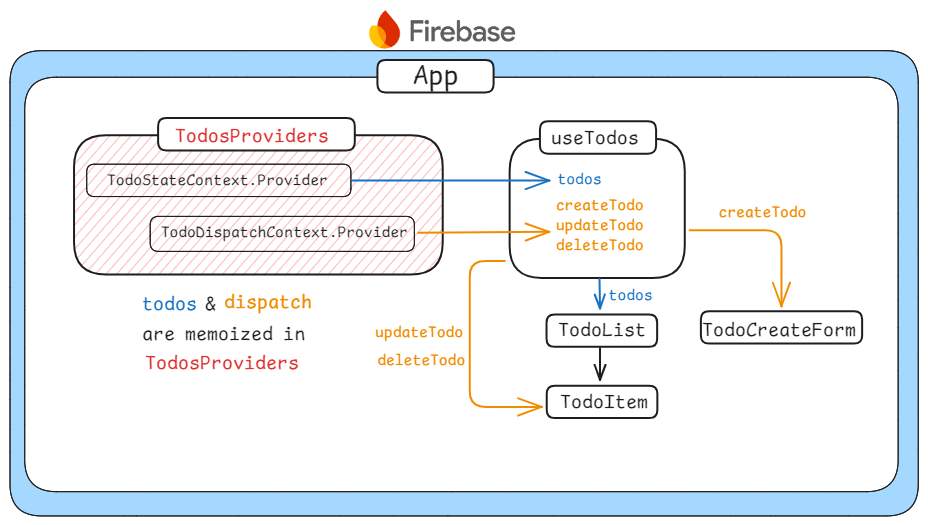 Firebase
App
TodosProviders
TodoStateContext.Provider
TodoDispatchContext.Provider
todos & dispatch
are memoized in
TodosProviders
useTodos
todos
createTodo
updateTodo
deleteTodo
createTodo
todos
updateTodo
deleteTodo
TodoList
TodoCreateForm
TodoItem